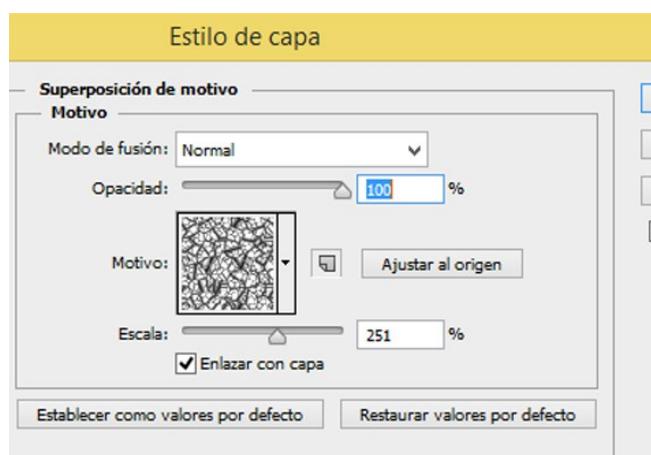 Estilo de capa
Superposición de motivo
Motivo
Modo de fusión: Normal
Opacidad: 100 %
Motivo: Ajustar al origen
Escala: 251 %
Enlazar con capa
Establecer como valores por defecto Restaurar valores por defecto